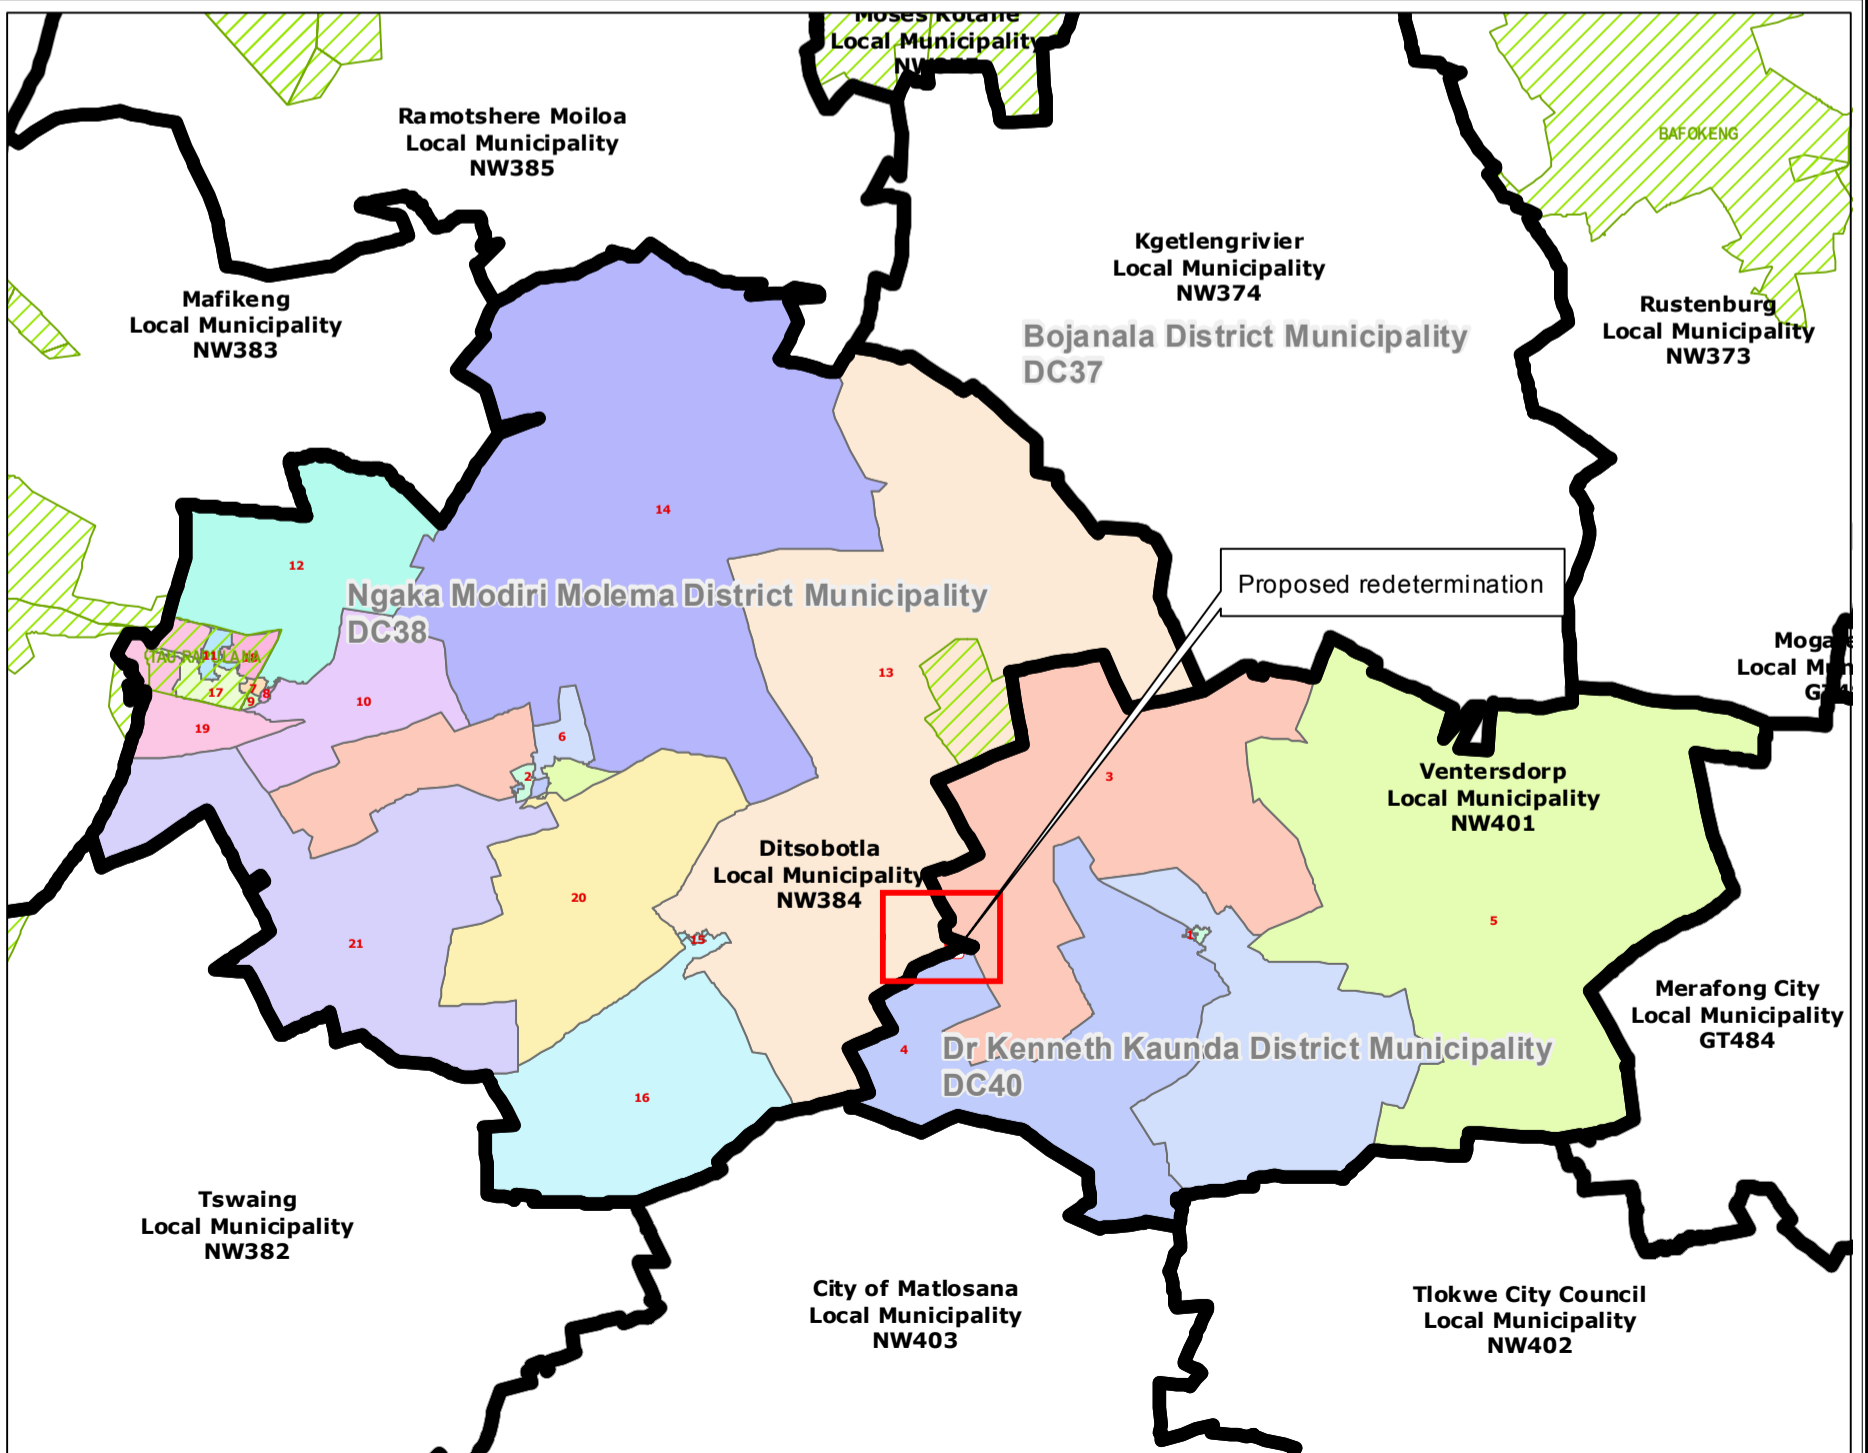 Moses Kotane
Local Municipality
Ramotshere Moiloa
Local Municipality
NW385
BAFOKENG
Kgetlengrivier
Local Municipality
NW374
Mafikeng
Local Municipality
NW383
Rustenburg
Local Municipality
NW373
Bojanala District Municipality
DC37
14
12
Proposed redetermination
Ngaka Modiri Molema District Municipality
DC38
11
17
7
8
9
10
13
19
6
2
3
Local
Ventersdorp
Local Municipality
NW401
Ditsobotla
Local Municipality
NW384
20
21
15
1
5
Merafong City
Local Municipality
GT484
4
Dr Kenneth Kaunda District Municipality
DC40
16
Tswaing
Local Municipality
NW382
City of Matlosana
Local Municipality
NW403
Tlokwe City Council
Local Municipality
NW402